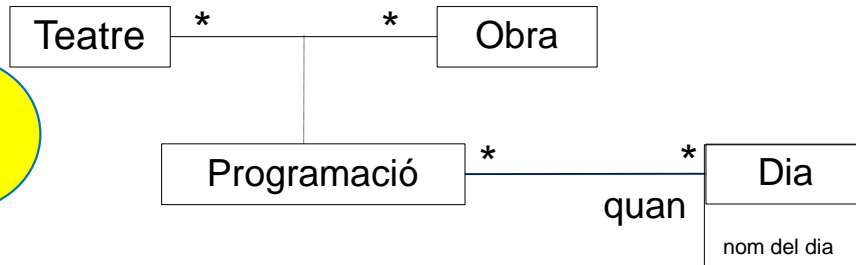 Teatre * * Obra
Programació * * Dia
quan
nom del dia